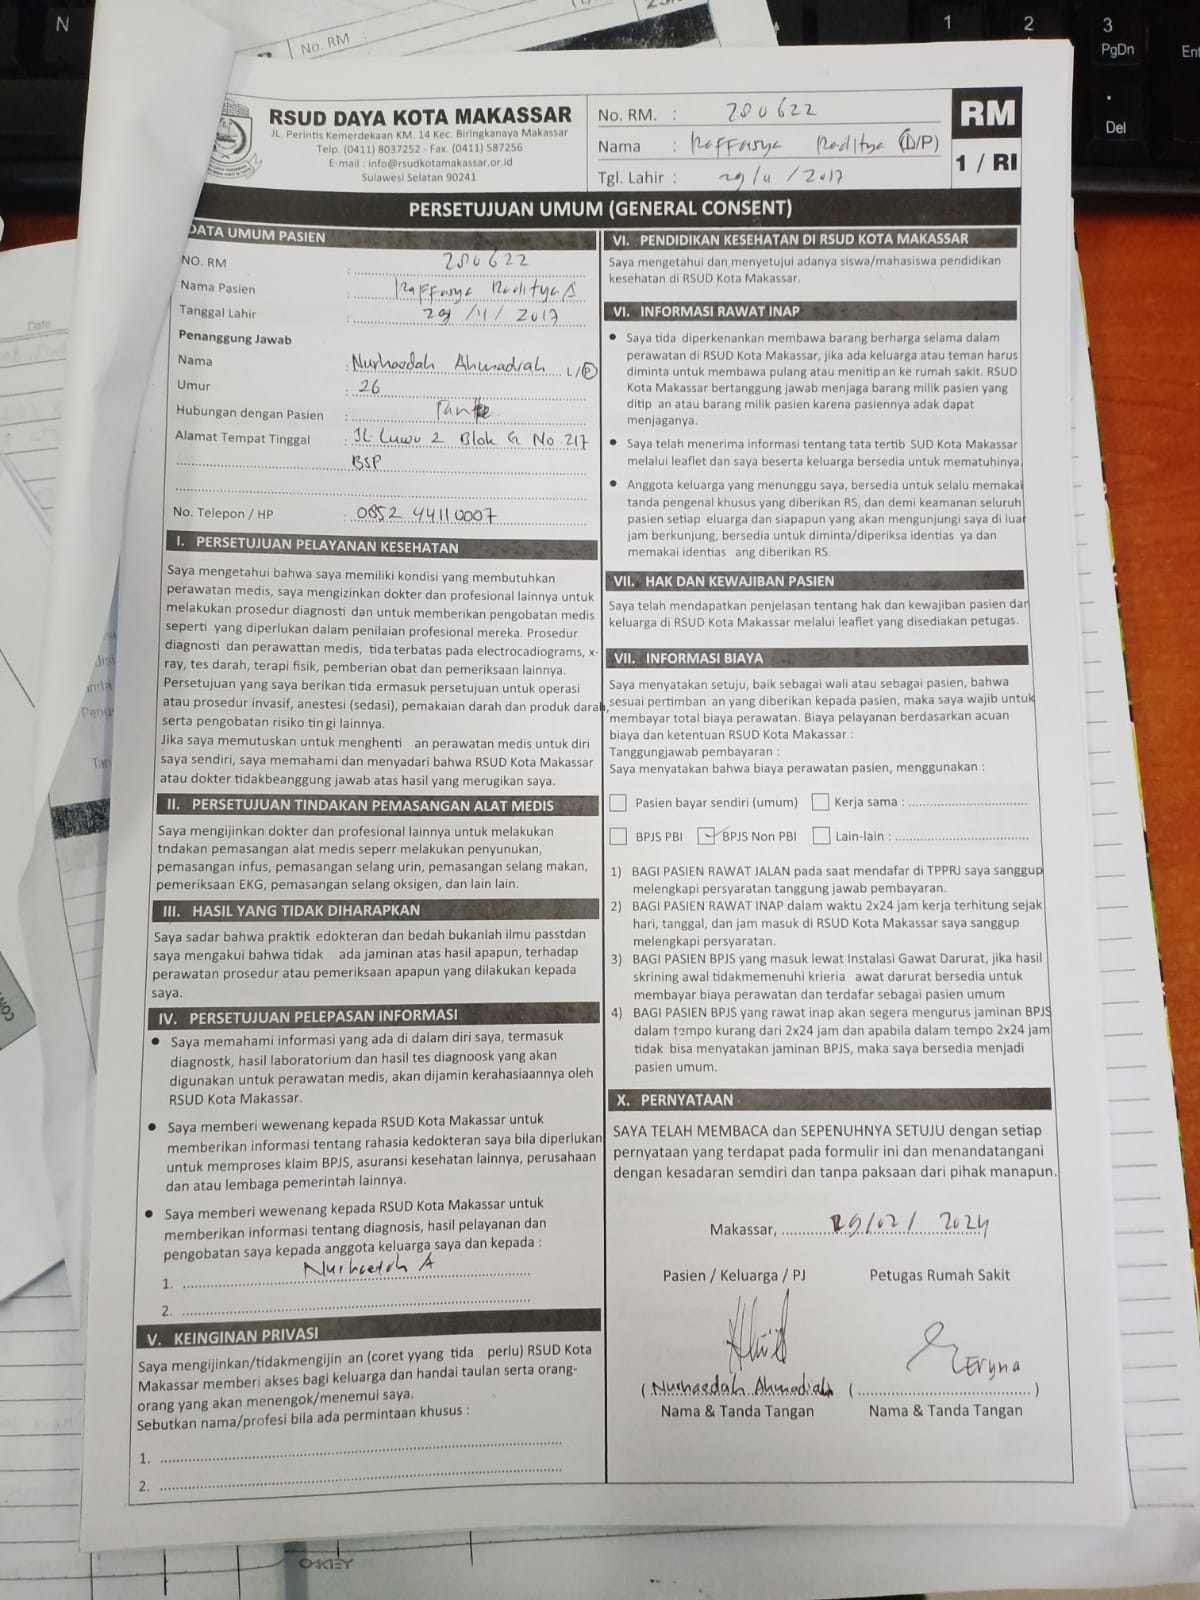 No. RM :
RSUD DAYA KOTA MAKASSAR
JL. Perintis Kemerdekaan KM. 14 Kec. Biringkanaya Makassar
Telp. (0411) 8037252 - Fax. (0411) 587256
E-mail : info@rsudkotamakassar.or.id
Sulawesi Selatan 90241
No. RM. : 280622
Nama : Raffasya Raditya (L/P)
Tgl. Lahir : 29/11/2017
RM
1 / RI
PERSETUJUAN UMUM (GENERAL CONSENT)
DATA UMUM PASIEN
NO. RM : 280622
Nama Pasien : Raffasya Raditya A
Tanggal Lahir : 29/11/2017
Penanggung Jawab
Nama : Nurhaedah Ahmadiah L/P
Umur : 26
Hubungan dengan Pasien : Tante
Alamat Tempat Tinggal : Jl. Luwu 2 Blok G No. 217
BSP
No. Telepon / HP : 0852 44110007
I. PERSETUJUAN PELAYANAN KESEHATAN
Saya mengetahui bahwa saya memiliki kondisi yang membutuhkan
perawatan medis, saya mengizinkan dokter dan profesional lainnya untuk
melakukan prosedur diagnosti dan untuk memberikan pengobatan medis
seperti yang diperlukan dalam penilaian profesional mereka. Prosedur
diagnosti dan perawattan medis, tida terbatas pada electrocadiograms, x-
ray, tes darah, terapi fisik, pemberian obat dan pemeriksaan lainnya.
Persetujuan yang saya berikan tida ermasuk persetujuan untuk operasi
atau prosedur invasif, anestesi (sedasi), pemakaian darah dan produk darah,
serta pengobatan risiko tin gi lainnya.
Jika saya memutuskan untuk menghenti an perawatan medis untuk diri
saya sendiri, saya memahami dan menyadari bahwa RSUD Kota Makassar
atau dokter tidakbeanggung jawab atas hasil yang merugikan saya.
II. PERSETUJUAN TINDAKAN PEMASANGAN ALAT MEDIS
Saya mengijinkan dokter dan profesional lainnya untuk melakukan
tndakan pemasangan alat medis seperr melakukan penyunukan,
pemasangan infus, pemasangan selang urin, pemasangan selang makan,
pemeriksaan EKG, pemasangan selang oksigen, dan lain lain.
III. HASIL YANG TIDAK DIHARAPKAN
Saya sadar bahwa praktik edokteran dan bedah bukanlah ilmu passtdan
saya mengakui bahwa tidak ada jaminan atas hasil apapun, terhadap
perawatan prosedur atau pemeriksaan apapun yang dilakukan kepada
saya.
IV. PERSETUJUAN PELEPASAN INFORMASI
• Saya memahami informasi yang ada di dalam diri saya, termasuk
diagnostk, hasil laboratorium dan hasil tes diagnoosk yang akan
digunakan untuk perawatan medis, akan dijamin kerahasiaannya oleh
RSUD Kota Makassar.
• Saya memberi wewenang kepada RSUD Kota Makassar untuk
memberikan informasi tentang rahasia kedokteran saya bila diperlukan
untuk memproses klaim BPJS, asuransi kesehatan lainnya, perusahaan
dan atau lembaga pemerintah lainnya.
• Saya memberi wewenang kepada RSUD Kota Makassar untuk
memberikan informasi tentang diagnosis, hasil pelayanan dan
pengobatan saya kepada anggota keluarga saya dan kepada :
1. Nurhaedah A
2.
V. KEINGINAN PRIVASI
Saya mengijinkan/tidakmengijin an (coret yyang tida perlu) RSUD Kota
Makassar memberi akses bagi keluarga dan handai taulan serta orang-
orang yang akan menengok/menemui saya.
Sebutkan nama/profesi bila ada permintaan khusus :
1.
2.
VI. PENDIDIKAN KESEHATAN DI RSUD KOTA MAKASSAR
Saya mengetahui dan menyetujui adanya siswa/mahasiswa pendidikan
kesehatan di RSUD Kota Makassar.
VI. INFORMASI RAWAT INAP
• Saya tida diperkenankan membawa barang berharga selama dalam
perawatan di RSUD Kota Makassar, jika ada keluarga atau teman harus
diminta untuk membawa pulang atau menitip an ke rumah sakit. RSUD
Kota Makassar bertanggung jawab menjaga barang milik pasien yang
ditip an atau barang milik pasien karena pasiennya adak dapat
menjaganya.
• Saya telah menerima informasi tentang tata tertib SUD Kota Makassar
melalui leaflet dan saya beserta keluarga bersedia untuk mematuhinya.
• Anggota keluarga yang menunggu saya, bersedia untuk selalu memakai
tanda pengenal khusus yang diberikan RS, dan demi keamanan seluruh
pasien setiap eluarga dan siapapun yang akan mengunjungi saya di luar
jam berkunjung, bersedia untuk diminta/diperiksa identias ya dan
memakai identias ang diberikan RS.
VII. HAK DAN KEWAJIBAN PASIEN
Saya telah mendapatkan penjelasan tentang hak dan kewajiban pasien dan
keluarga di RSUD Kota Makassar melalui leaflet yang disediakan petugas.
VII. INFORMASI BIAYA
Saya menyatakan setuju, baik sebagai wali atau sebagai pasien, bahwa
sesuai pertimban an yang diberikan kepada pasien, maka saya wajib untuk
membayar total biaya perawatan. Biaya pelayanan berdasarkan acuan
biaya dan ketentuan RSUD Kota Makassar :
Tanggungjawab pembayaran :
Saya menyatakan bahwa biaya perawatan pasien, menggunakan :
Pasien bayar sendiri (umum) Kerja sama :
BPJS PBI BPJS Non PBI Lain-lain :
1) BAGI PASIEN RAWAT JALAN pada saat mendafar di TPPRJ saya sanggup
melengkapi persyaratan tanggung jawab pembayaran.
2) BAGI PASIEN RAWAT INAP dalam waktu 2x24 jam kerja terhitung sejak
hari, tanggal, dan jam masuk di RSUD Kota Makassar saya sanggup
melengkapi persyaratan.
3) BAGI PASIEN BPJS yang masuk lewat Instalasi Gawat Darurat, jika hasil
skrining awal tidakmemenuhi krieria awat darurat bersedia untuk
membayar biaya perawatan dan terdafar sebagai pasien umum
4) BAGI PASIEN BPJS yang rawat inap akan segera mengurus jaminan BPJS
dalam tempo kurang dari 2x24 jam dan apabila dalam tempo 2x24 jam
tidak bisa menyatakan jaminan BPJS, maka saya bersedia menjadi
pasien umum.
X. PERNYATAAN
SAYA TELAH MEMBACA dan SEPENUHNYA SETUJU dengan setiap
pernyataan yang terdapat pada formulir ini dan menandatangani
dengan kesadaran semdiri dan tanpa paksaan dari pihak manapun.
Makassar, 29/02/2024
Pasien / Keluarga / PJ Petugas Rumah Sakit
Eryna
(Nurhaedah Ahmadiah) ( )
Nama & Tanda Tangan Nama & Tanda Tangan
N
1
2
3
PgDn
.
Del
Ent
Date
OKEY